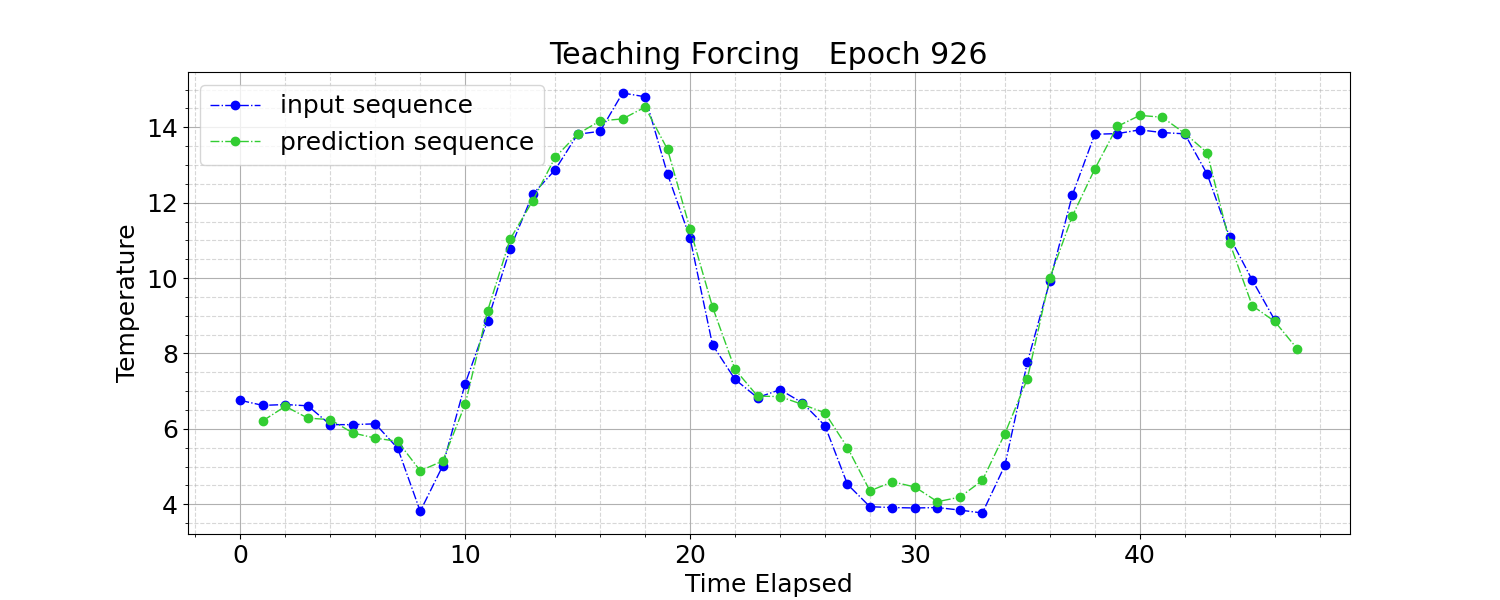 Teaching Forcing   Epoch 926
input sequence
prediction sequence
14
12
10
8
6
4
Temperature
0 10 20 30 40
Time Elapsed